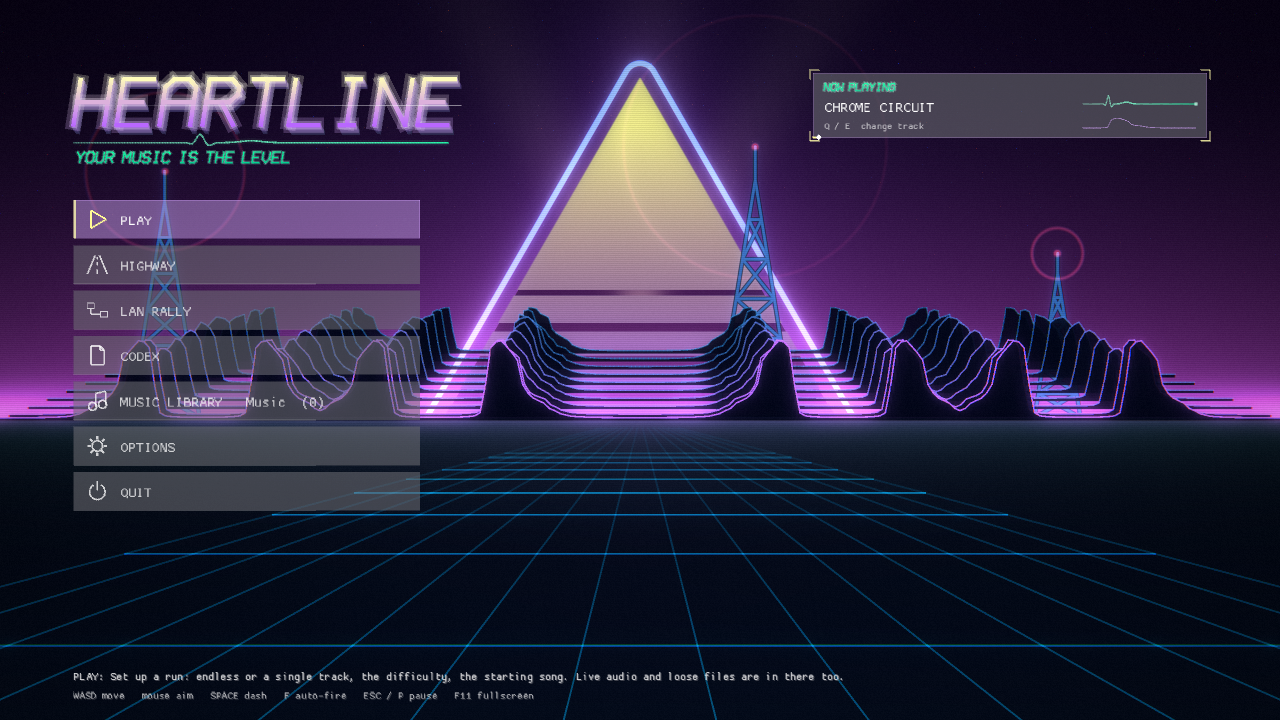 HEARTLINE
YOUR MUSIC IS THE LEVEL
NOW PLAYING
CHROME CIRCUIT
Q / E change track
PLAY
HIGHWAY
LAN RALLY
CODEX
MUSIC LIBRARY Music (0)
OPTIONS
QUIT
PLAY: Set up a run: endless or a single track, the difficulty, the starting song. Live audio and loose files are in there too.
WASD move mouse aim SPACE dash F auto-fire ESC / P pause F11 fullscreen